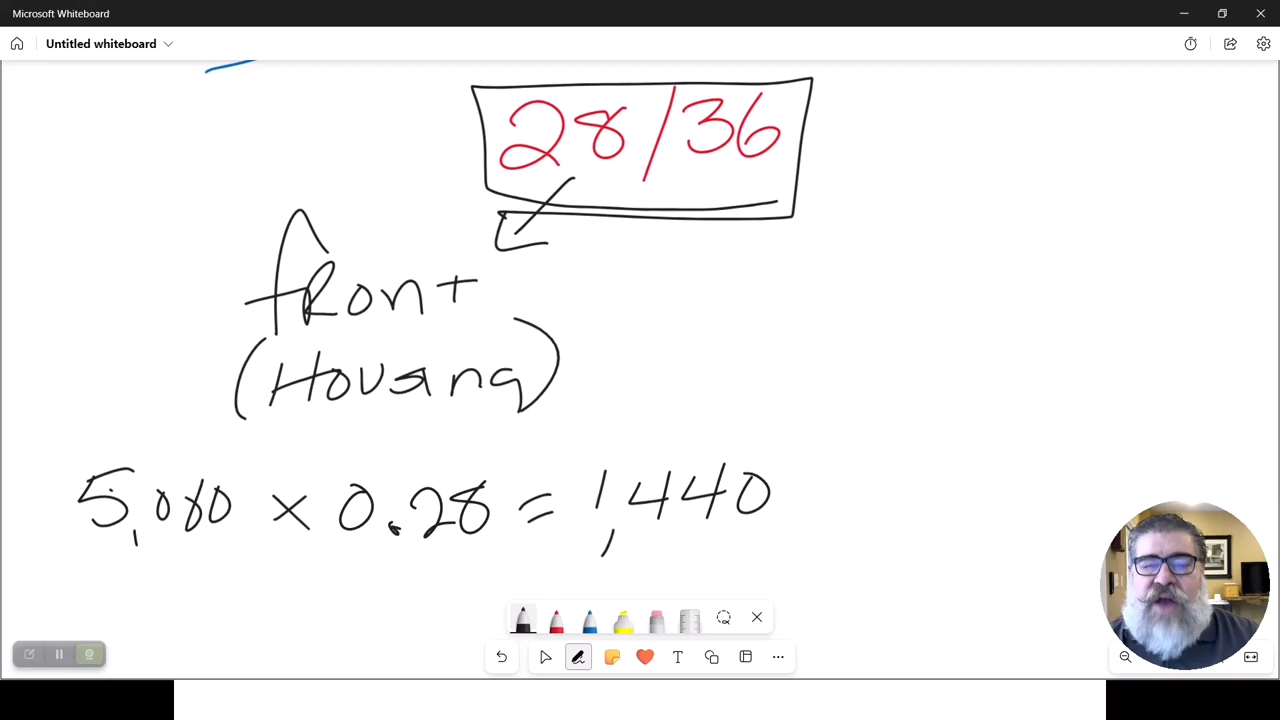 Microsoft Whiteboard
Untitled whiteboard
28/36
front
(Housing)
5,000 x 0.28 = 1,440